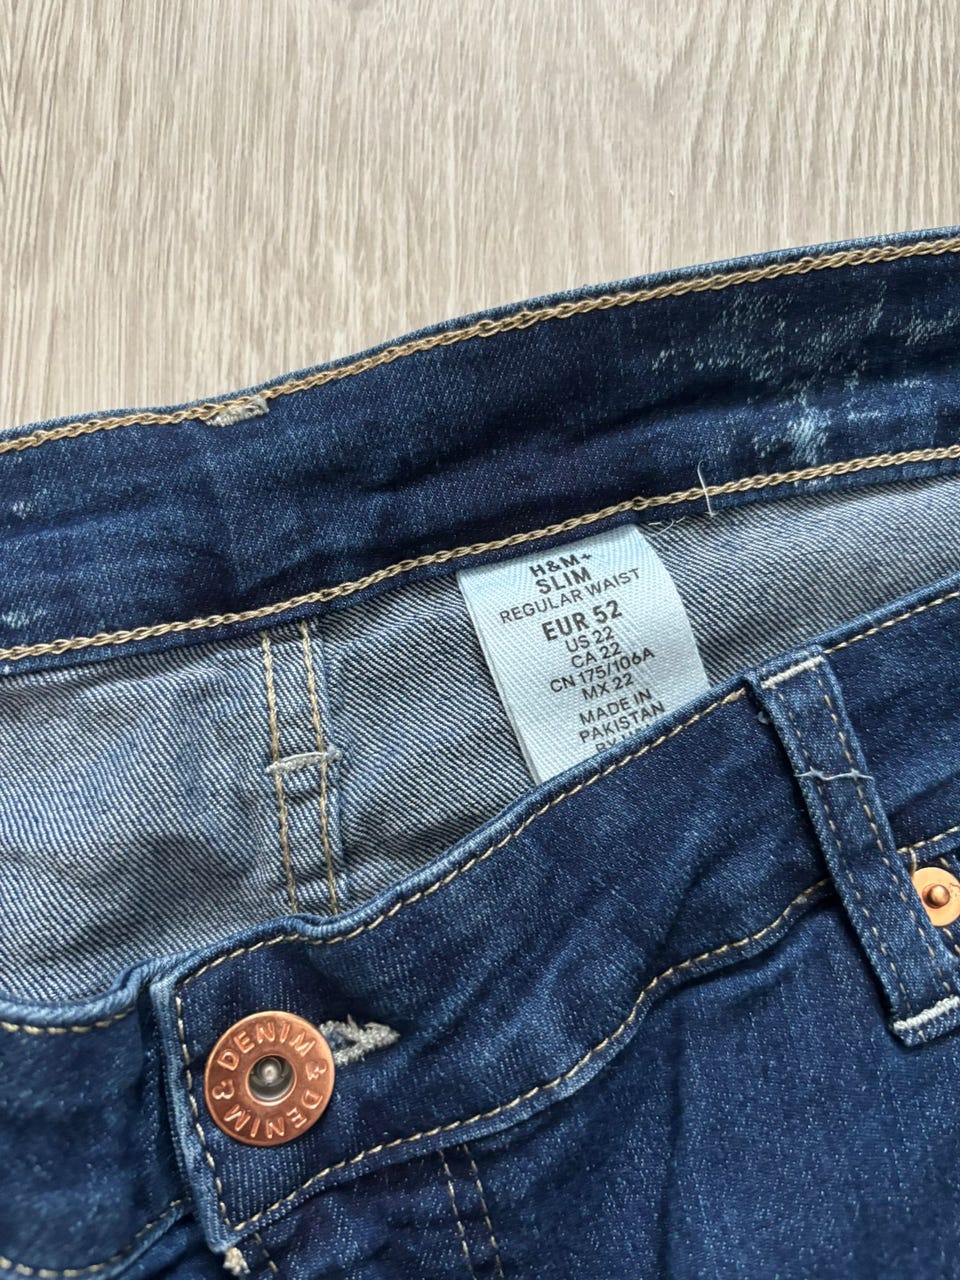 H&M+
SLIM
REGULAR WAIST
EUR 52
US 22
CA 22
CN 175/106A
MX 22
MADE IN
PAKISTAN
DENIM & DENIM &